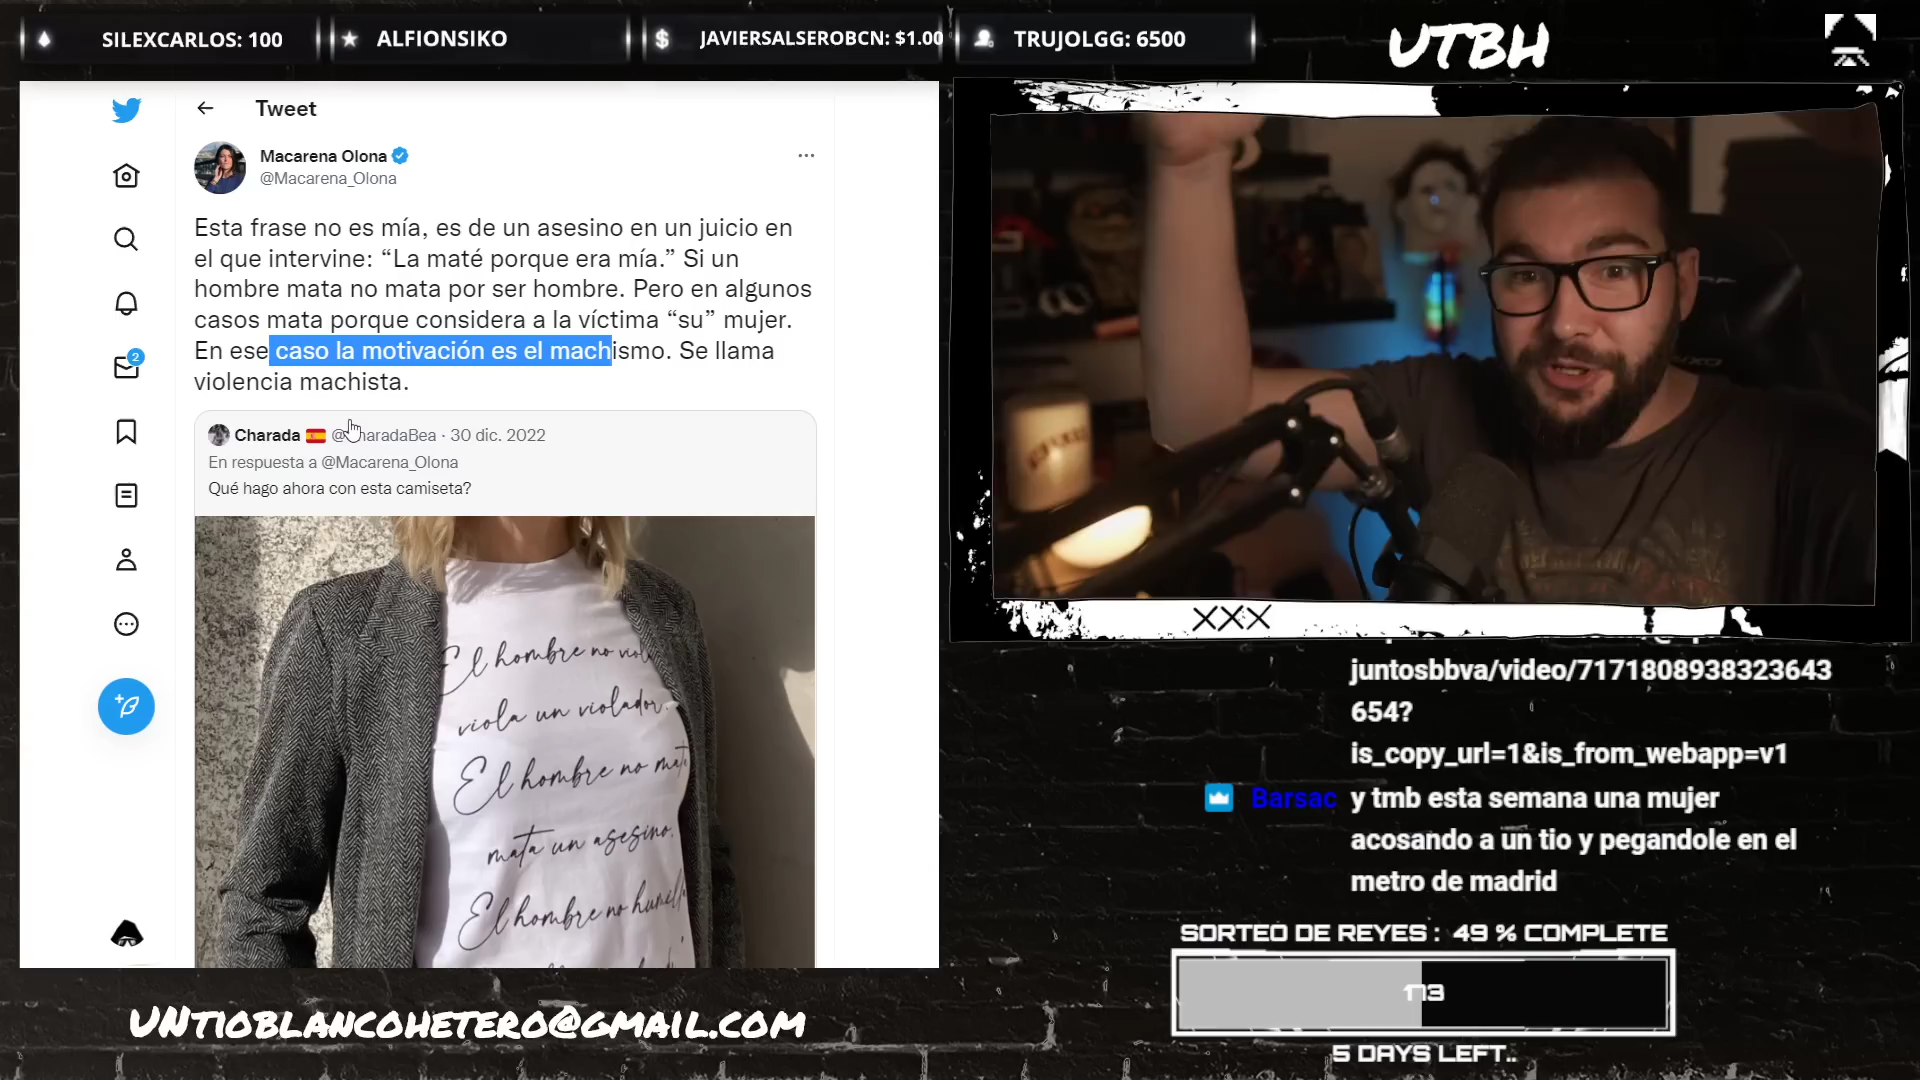 SILEXCARLOS: 100
ALFIONSIKO
JAVIERSALSEROBCN: $1.00
TRUJOLGG: 6500
UTBH
Tweet
Macarena Olona
@Macarena_Olona
Esta frase no es mía, es de un asesino en un juicio en
el que intervine: “La maté porque era mía.” Si un
hombre mata no mata por ser hombre. Pero en algunos
casos mata porque considera a la víctima “su” mujer.
En ese caso la motivación es el machismo. Se llama
violencia machista.
2
Charada · 30 dic. 2022
En respuesta a @Macarena_Olona
Qué hago ahora con esta camiseta?
El hombre no
viola un violador.
El hombre no
mata un asesino.
El hombre no
XXX
juntosbbva/video/7171808938323643
654?
is_copy_url=1&is_from_webapp=v1
Barsac y tmb esta semana una mujer
acosando a un tio y pegandole en el
metro de madrid
SORTEO DE REYES : 49 % COMPLETE
173
5 DAYS LEFT..
UNTIOBLANCOHETERO@GMAIL.COM